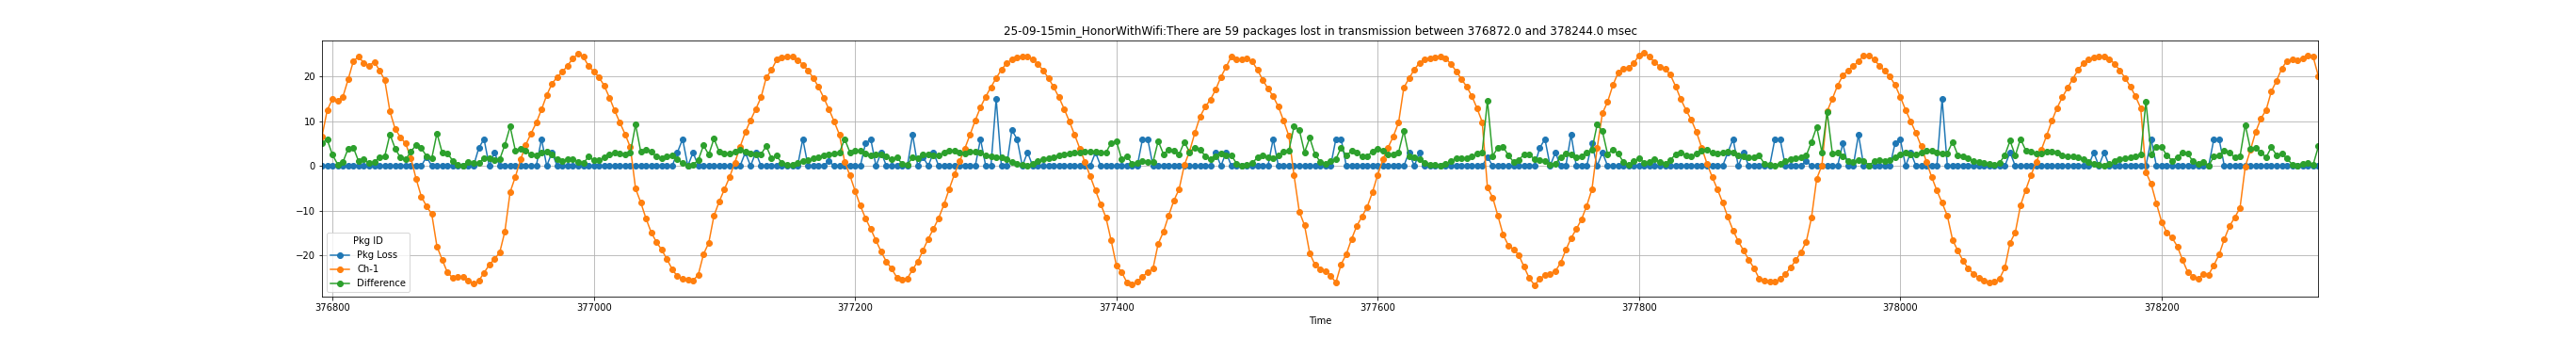 25-09-15min_HonorWithWifi:There are 59 packages lost in transmission between 376872.0 and 378244.0 msec
20
10
0
−10
−20
Pkg ID
Pkg Loss
Ch-1
Difference
376800 377000 377200 377400 377600 377800 378000 378200
Time